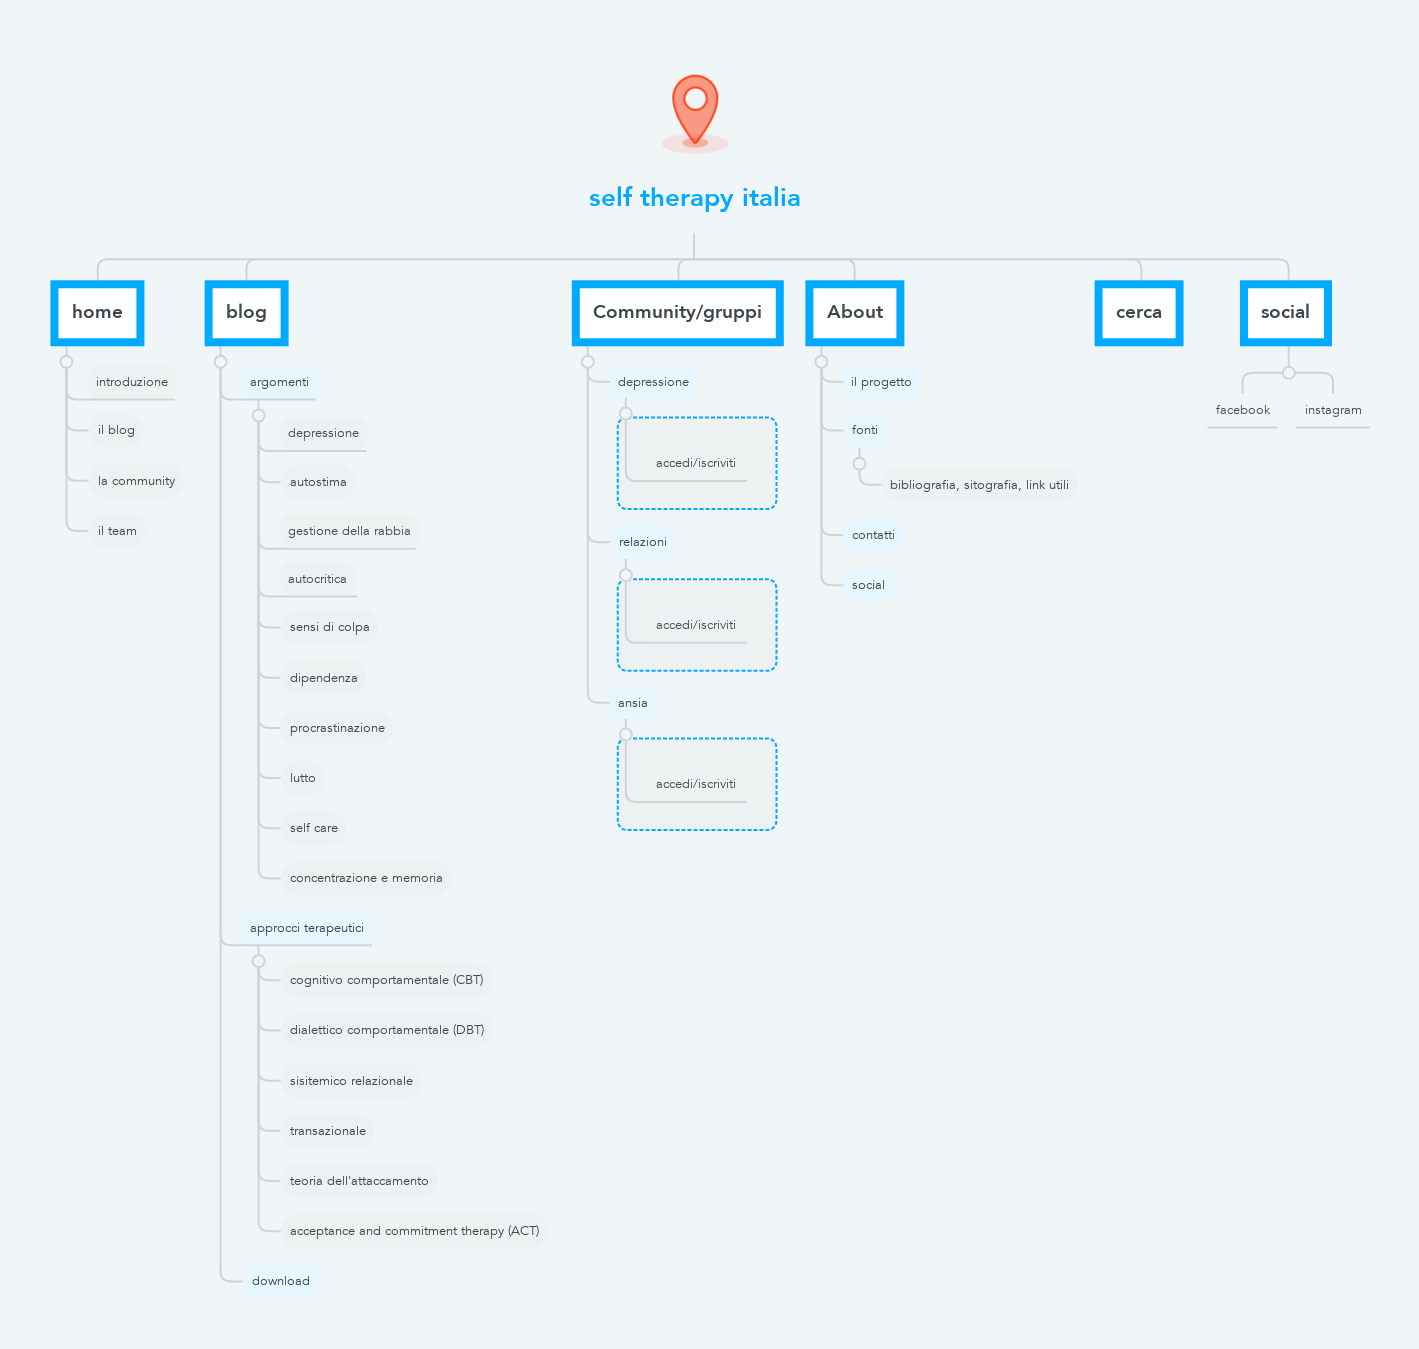 self therapy italia
home
introduzione
il blog
la community
il team
blog
argomenti
depressione
autostima
gestione della rabbia
autocritica
sensi di colpa
dipendenza
procrastinazione
lutto
self care
concentrazione e memoria
approcci terapeutici
cognitivo comportamentale (CBT)
dialettico comportamentale (DBT)
sisitemico relazionale
transazionale
teoria dell'attaccamento
acceptance and commitment therapy (ACT)
download
Community/gruppi
depressione
accedi/iscriviti
relazioni
accedi/iscriviti
ansia
accedi/iscriviti
About
il progetto
fonti
bibliografia, sitografia, link utili
contatti
social
cerca
social
facebook
instagram